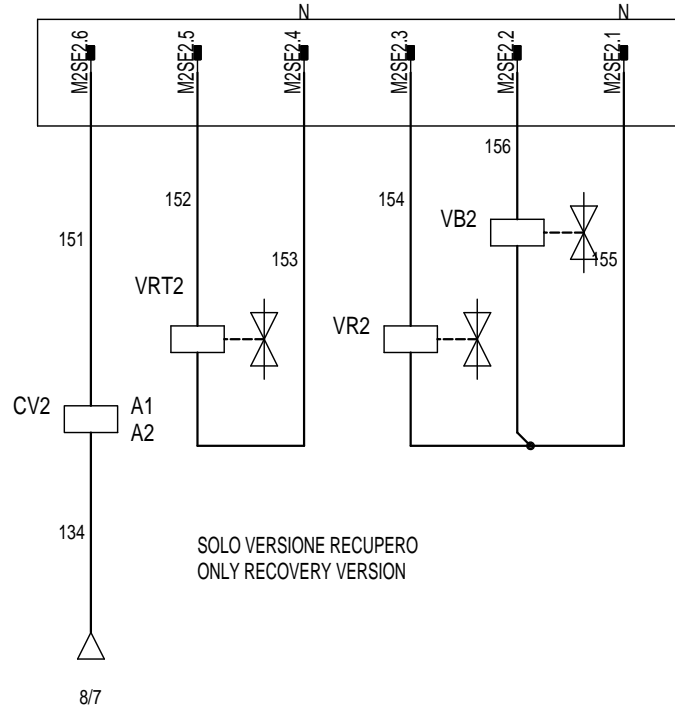 N
N
M2SE2.6
M2SE2.5
M2SE2.4
M2SE2.3
M2SE2.2
M2SE2.1
156
152
154
VB2
151
153
155
VRT2
VR2
CV2
A1
A2
134
SOLO VERSIONE RECUPERO
ONLY RECOVERY VERSION
8/7